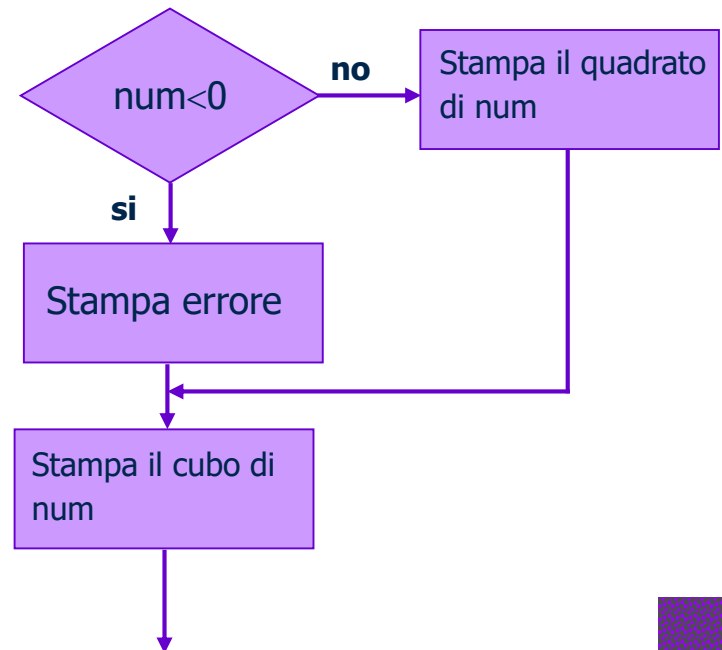 num<0
no
Stampa il quadrato
di num
si
Stampa errore
Stampa il cubo di
num